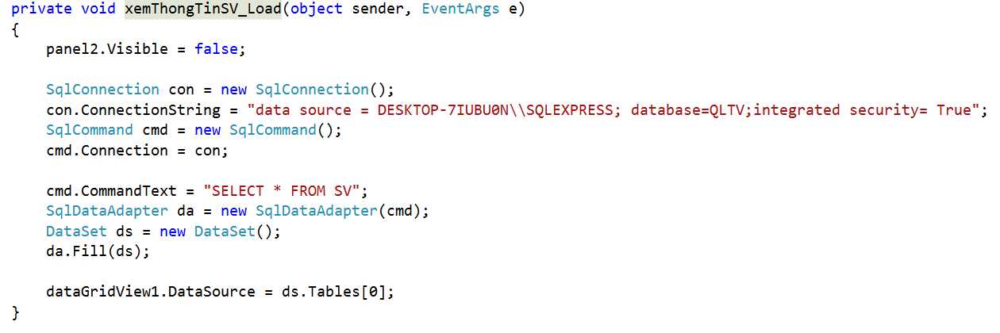 private void xemThongTinSV_Load(object sender, EventArgs e)
{
panel2.Visible = false;
SqlConnection con = new SqlConnection();
con.ConnectionString = "data source = DESKTOP-7IUBU0N\\SQLEXPRESS; database=QLTV;integrated security= True";
SqlCommand cmd = new SqlCommand();
cmd.Connection = con;
cmd.CommandText = "SELECT * FROM SV";
SqlDataAdapter da = new SqlDataAdapter(cmd);
DataSet ds = new DataSet();
da.Fill(ds);
dataGridView1.DataSource = ds.Tables[0];
}